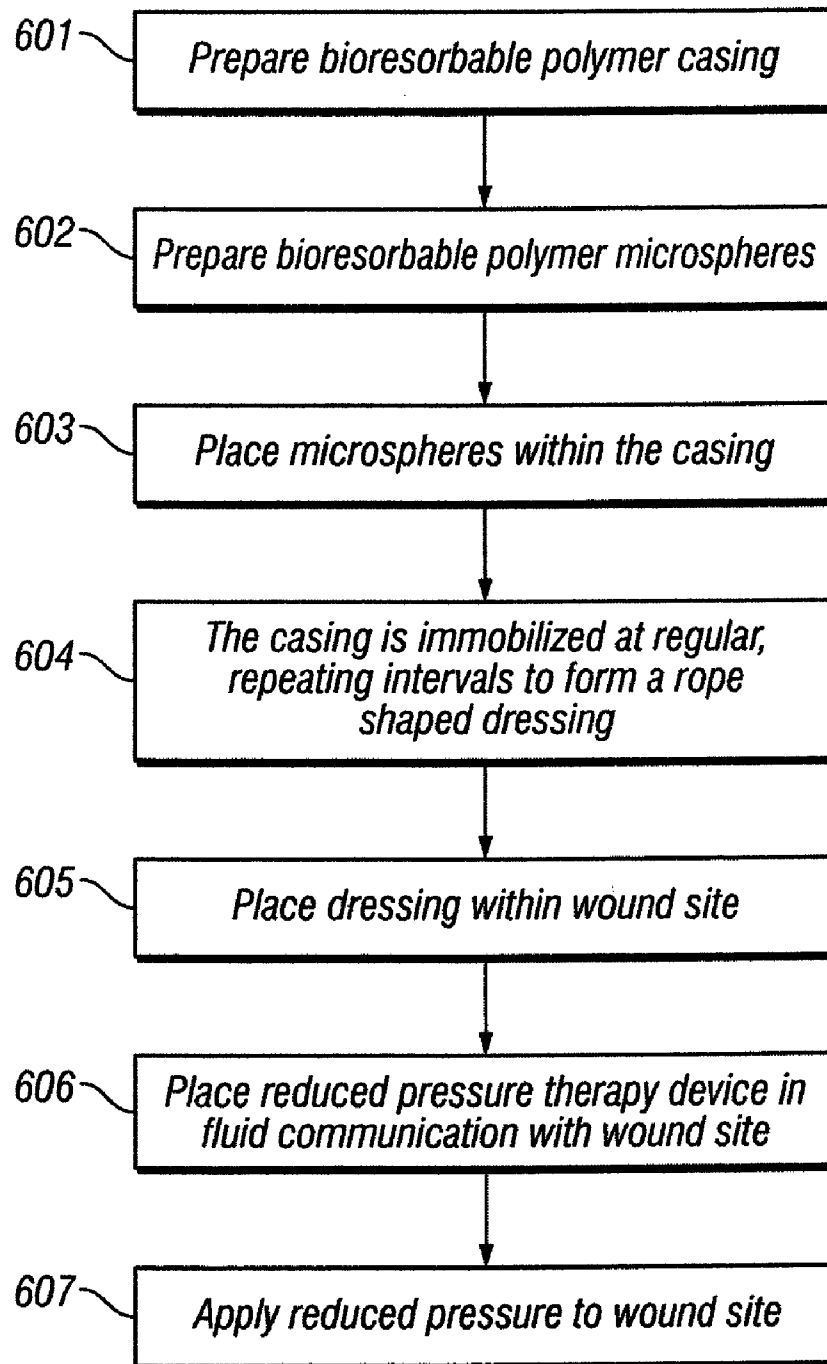 601
Prepare bioresorbable polymer casing
602
Prepare bioresorbable polymer microspheres
603
Place microspheres within the casing
604
The casing is immobilized at regular,
repeating intervals to form a rope
shaped dressing
605
Place dressing within wound site
606
Place reduced pressure therapy device in
fluid communication with wound site
607
Apply reduced pressure to wound site